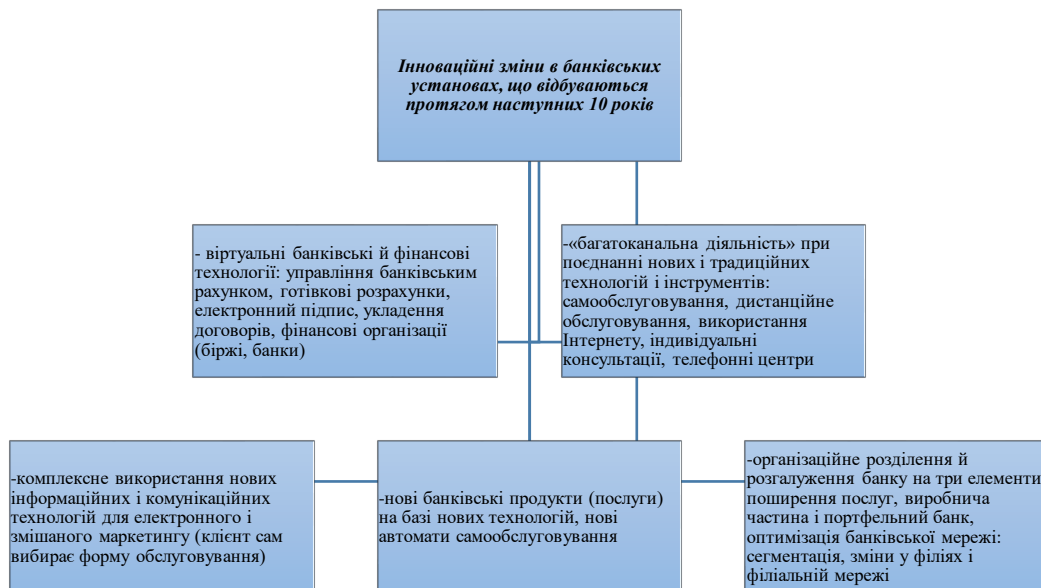 Інноваційні зміни в банківських
установах, що відбуваються
протягом наступних 10 років
- віртуальні банківські й фінансові
технології: управління банківським
рахунком, готівкові розрахунки,
електронний підпис, укладення
договорів, фінансові організації
(біржі, банки)
-«багатоканальна діяльність» при
поєднанні нових і традиційних
технологій і інструментів:
самообслуговування, дистанційне
обслуговування, використання
Інтернету, індивідуальні
консультації, телефонні центри
-комплексне використання нових
інформаційних і комунікаційних
технологій для електронного і
змішаного маркетингу (клієнт сам
вибирає форму обслуговування)
-нові банківські продукти (послуги)
на базі нових технологій, нові
автомати самообслуговування
-організаційне розділення й
розгалуження банку на три елементи
поширення послуг, виробнича
частина і портфельний банк,
оптимізація банківської мережі:
сегментація, зміни у філіях і
філіальній мережі